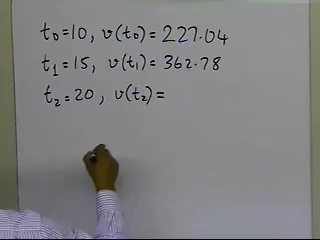 t₀=10, v(t₀)=227.04
t₁=15, v(t₁)=362.78
t₂=20, v(t₂)=